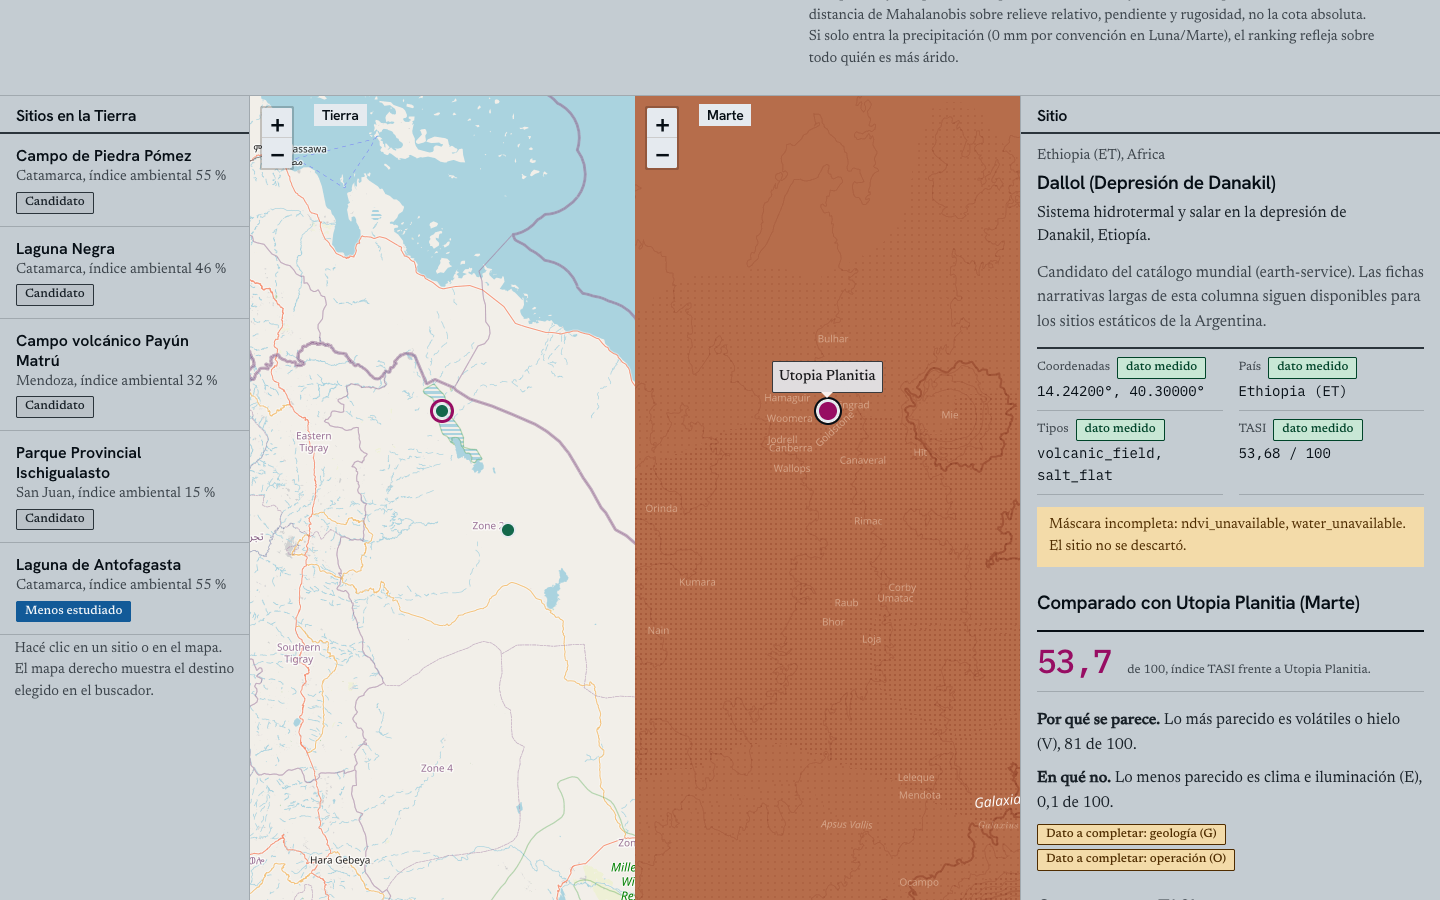 distancia de Mahalanobis sobre relieve relativo, pendiente y rugosidad, no la cota absoluta.
Si solo entra la precipitación (0 mm por convención en Luna/Marte), el ranking refleja sobre
todo quién es más árido.
Sitios en la Tierra
Campo de Piedra Pómez
Catamarca, índice ambiental 55 %
Candidato
Laguna Negra
Catamarca, índice ambiental 46 %
Candidato
Campo volcánico Payún
Matrú
Mendoza, índice ambiental 32 %
Candidato
Parque Provincial
Ischigualasto
San Juan, índice ambiental 15 %
Candidato
Laguna de Antofagasta
Catamarca, índice ambiental 55 %
Menos estudiado
Hacé clic en un sitio o en el mapa.
El mapa derecho muestra el destino
elegido en el buscador.
+
−
Tierra
assawa
Eastern
Tigray
Zone
Southern
Tigray
Zone 4
Hara Gebeya
Zon
Mille
Wi
Re
+
−
Marte
Bulhar
Utopia Planitia
Hamaguir
ngrad
Woomera
Goldstone
Mie
Jodrell
Canberra
Hit
Canaveral
Wallops
Orinda
Rimac
Kumara
Corby
Umatac
Raub
Bhor
Nain
Loja
Leleque
Mendota
Galaxia
Apsus Vallis
Ocampo
Sitio
Ethiopia (ET), Africa
Dallol (Depresión de Danakil)
Sistema hidrotermal y salar en la depresión de
Danakil, Etiopía.
Candidato del catálogo mundial (earth-service). Las fichas
narrativas largas de esta columna siguen disponibles para
los sitios estáticos de la Argentina.
Coordenadas dato medido
14.24200°, 40.30000°
País dato medido
Ethiopia (ET)
Tipos dato medido
volcanic_field,
salt_flat
TASI dato medido
53,68 / 100
Máscara incompleta: ndvi_unavailable, water_unavailable.
El sitio no se descartó.
Comparado con Utopia Planitia (Marte)
53,7 de 100, índice TASI frente a Utopia Planitia.
Por qué se parece. Lo más parecido es volátiles o hielo
(V), 81 de 100.
En qué no. Lo menos parecido es clima e iluminación (E),
0,1 de 100.
Dato a completar: geología (G)
Dato a completar: operación (O)